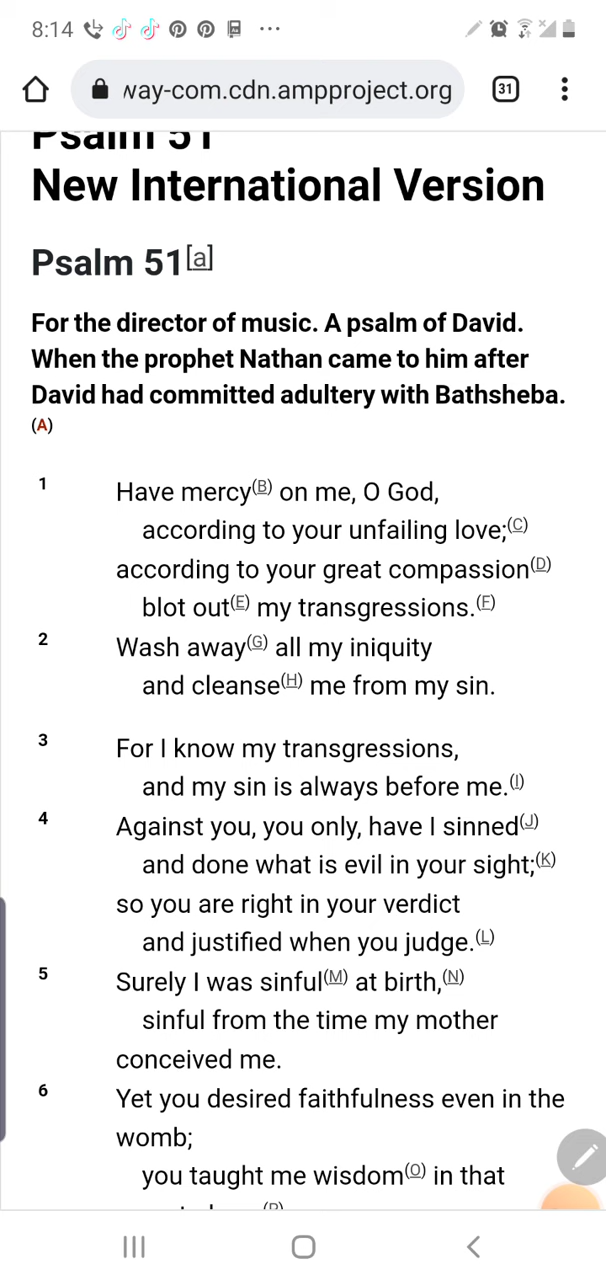 8:14
way-com.cdn.ampproject.org
31
Psalm 51
New International Version
Psalm 51[a]
For the director of music. A psalm of David.
When the prophet Nathan came to him after
David had committed adultery with Bathsheba.
(A)
1 Have mercy(B) on me, O God,
according to your unfailing love;(C)
according to your great compassion(D)
blot out(E) my transgressions.(F)
2 Wash away(G) all my iniquity
and cleanse(H) me from my sin.
3 For I know my transgressions,
and my sin is always before me.(I)
4 Against you, you only, have I sinned(J)
and done what is evil in your sight;(K)
so you are right in your verdict
and justified when you judge.(L)
5 Surely I was sinful(M) at birth,(N)
sinful from the time my mother
conceived me.
6 Yet you desired faithfulness even in the
womb;
you taught me wisdom(O) in that
(P)